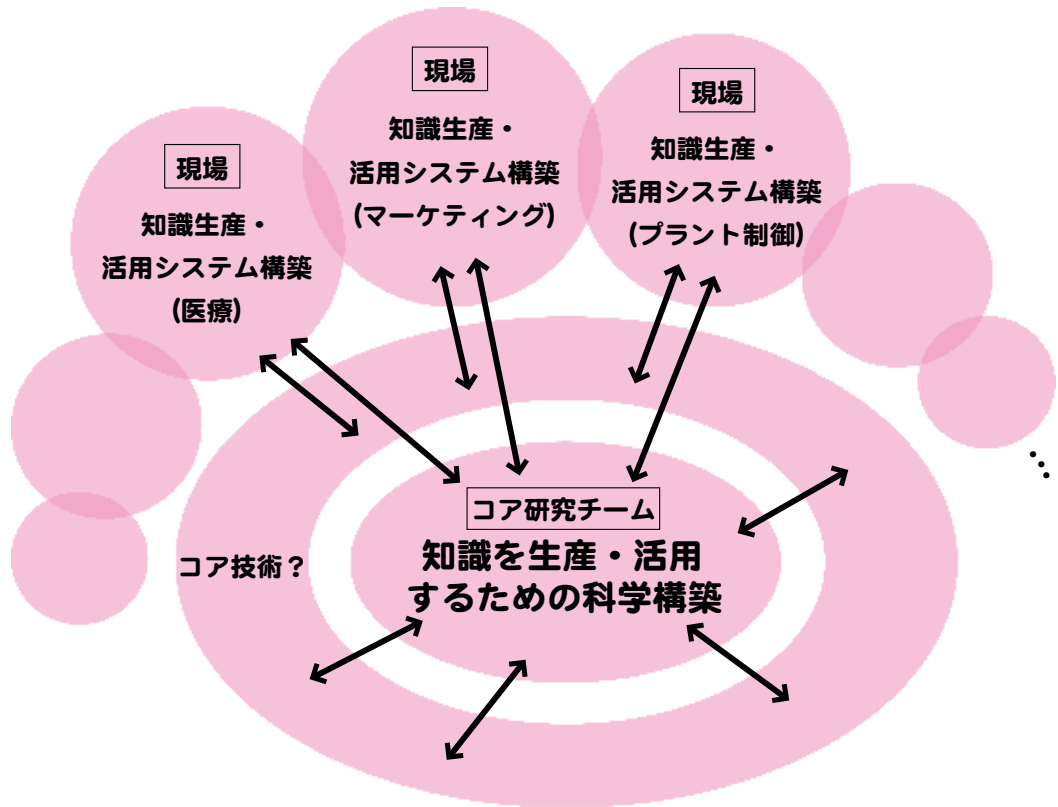 現場
知識生産・
活用システム構築
(医療)
現場
知識生産・
活用システム構築
(マーケティング)
現場
知識生産・
活用システム構築
(プラント制御)
コア研究チーム
知識を生産・活用
するための科学構築
コア技術？